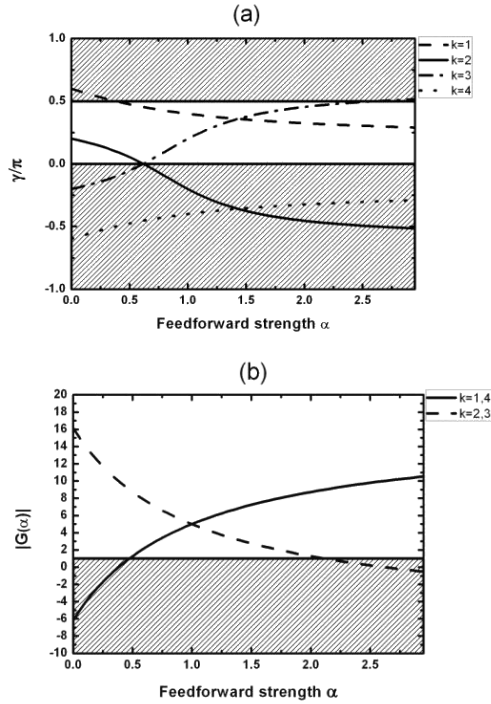 (a)
k=1
k=2
k=3
k=4
1.0
0.5
0.0
-0.5
-1.0
γ/π
0.0 0.5 1.0 1.5 2.0 2.5
Feedforward strength α
(b)
k=1,4
k=2,3
20
18
16
14
12
10
8
6
4
2
0
-2
-4
-6
-8
-10
|G(α)|
0.0 0.5 1.0 1.5 2.0 2.5
Feedforward strength α